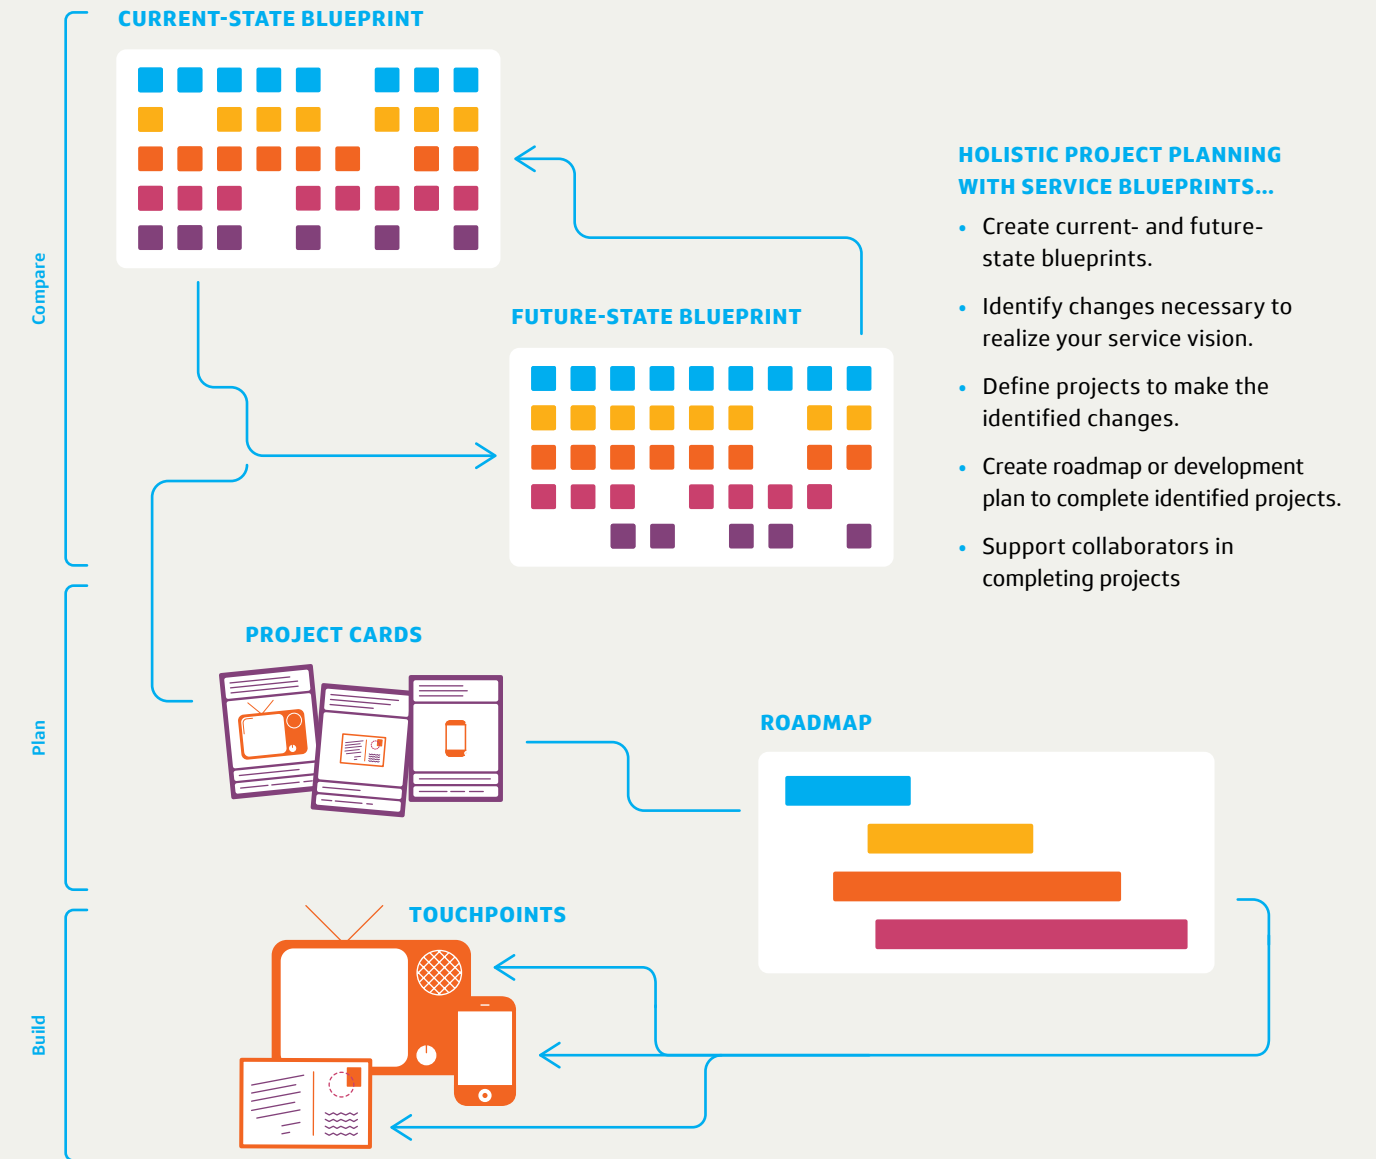 CURRENT-STATE BLUEPRINT
HOLISTIC PROJECT PLANNING
WITH SERVICE BLUEPRINTS...
• Create current- and future-
state blueprints.
• Identify changes necessary to
realize your service vision.
• Define projects to make the
identified changes.
• Create roadmap or development
plan to complete identified projects.
• Support collaborators in
completing projects
Compare
FUTURE-STATE BLUEPRINT
Plan
PROJECT CARDS
ROADMAP
Build
TOUCHPOINTS